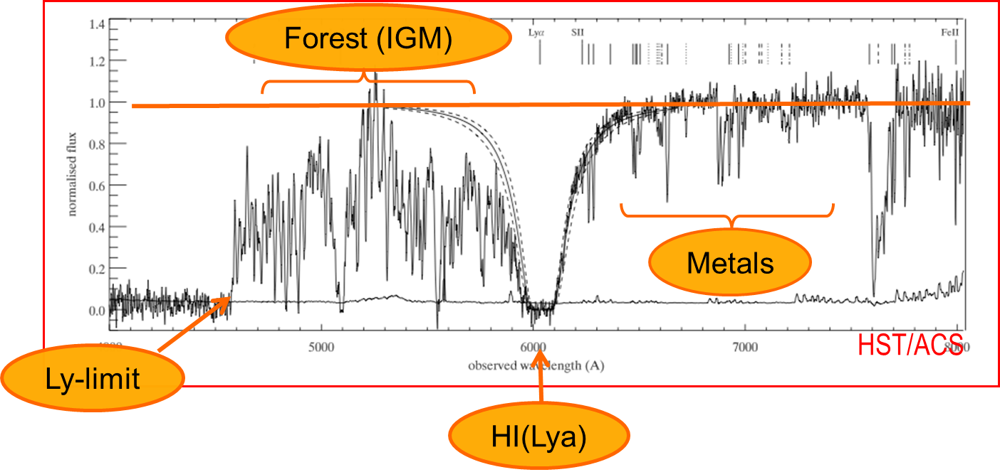 Forest (IGM)
Lyα
SII
FeII
1.4
1.2
1.0
0.8
0.6
0.4
0.2
0.0
normalised flux
Metals
5000
6000
7000
8000
HST/ACS
observed wavelength (A)
Ly-limit
HI(Lya)